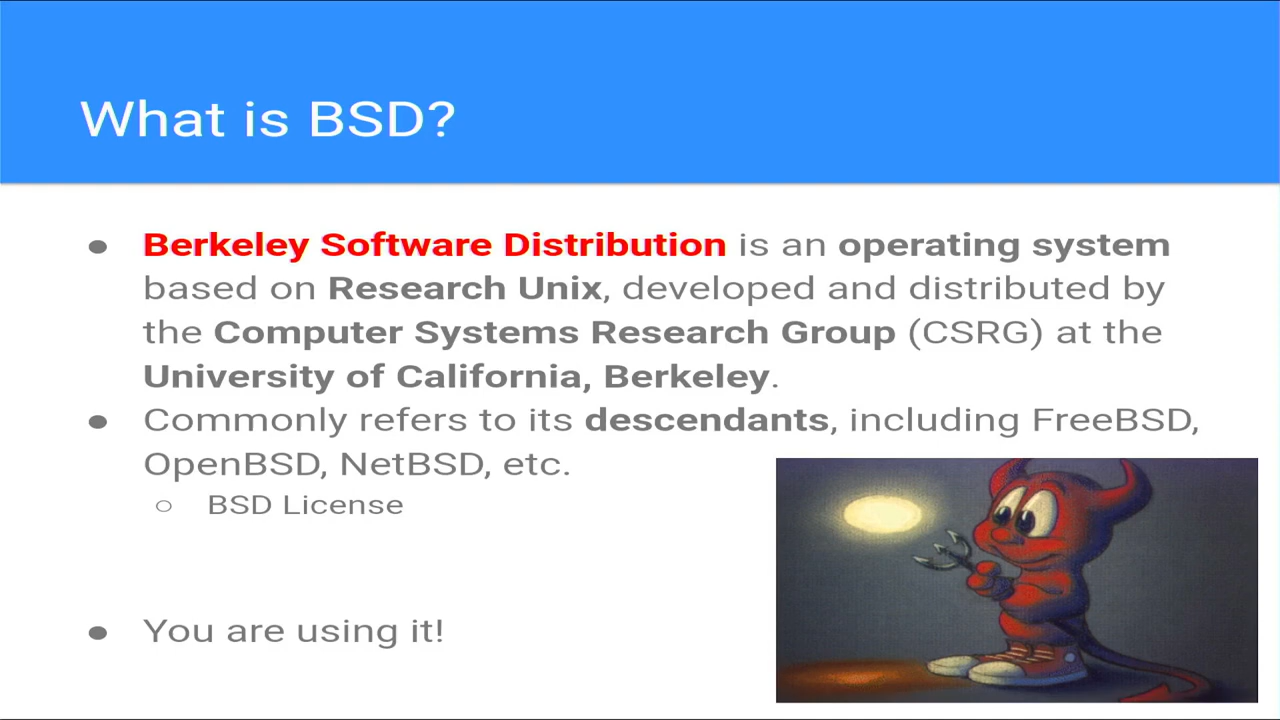 What is BSD?
● Berkeley Software Distribution is an operating system
based on Research Unix, developed and distributed by
the Computer Systems Research Group (CSRG) at the
University of California, Berkeley.
● Commonly refers to its descendants, including FreeBSD,
OpenBSD, NetBSD, etc.
○ BSD License
● You are using it!